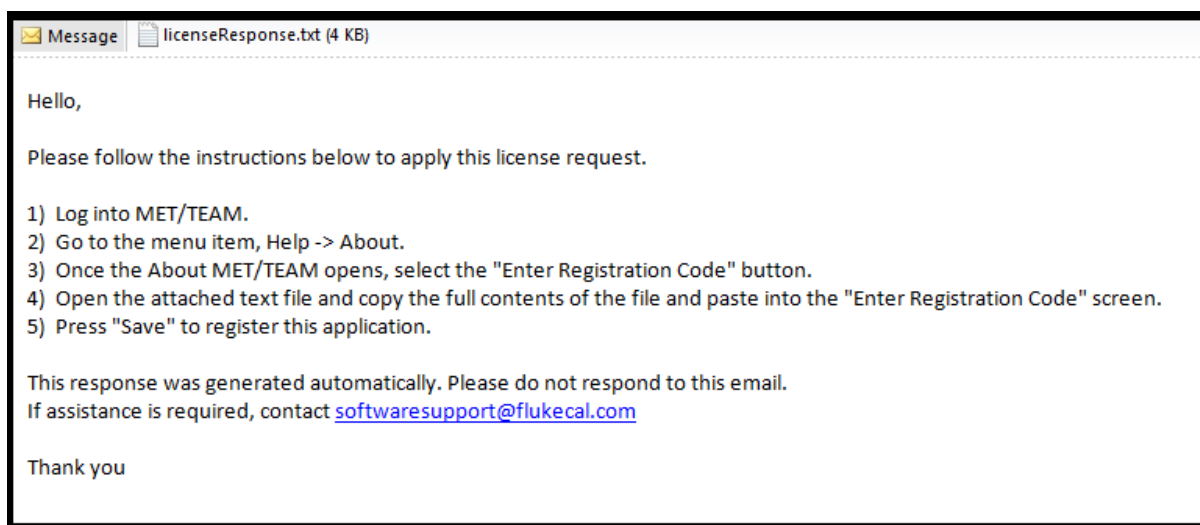 Message licenseResponse.txt (4 KB)
Hello,
Please follow the instructions below to apply this license request.
1) Log into MET/TEAM.
2) Go to the menu item, Help -> About.
3) Once the About MET/TEAM opens, select the "Enter Registration Code" button.
4) Open the attached text file and copy the full contents of the file and paste into the "Enter Registration Code" screen.
5) Press "Save" to register this application.
This response was generated automatically. Please do not respond to this email.
If assistance is required, contact softwaresupport@flukecal.com
Thank you